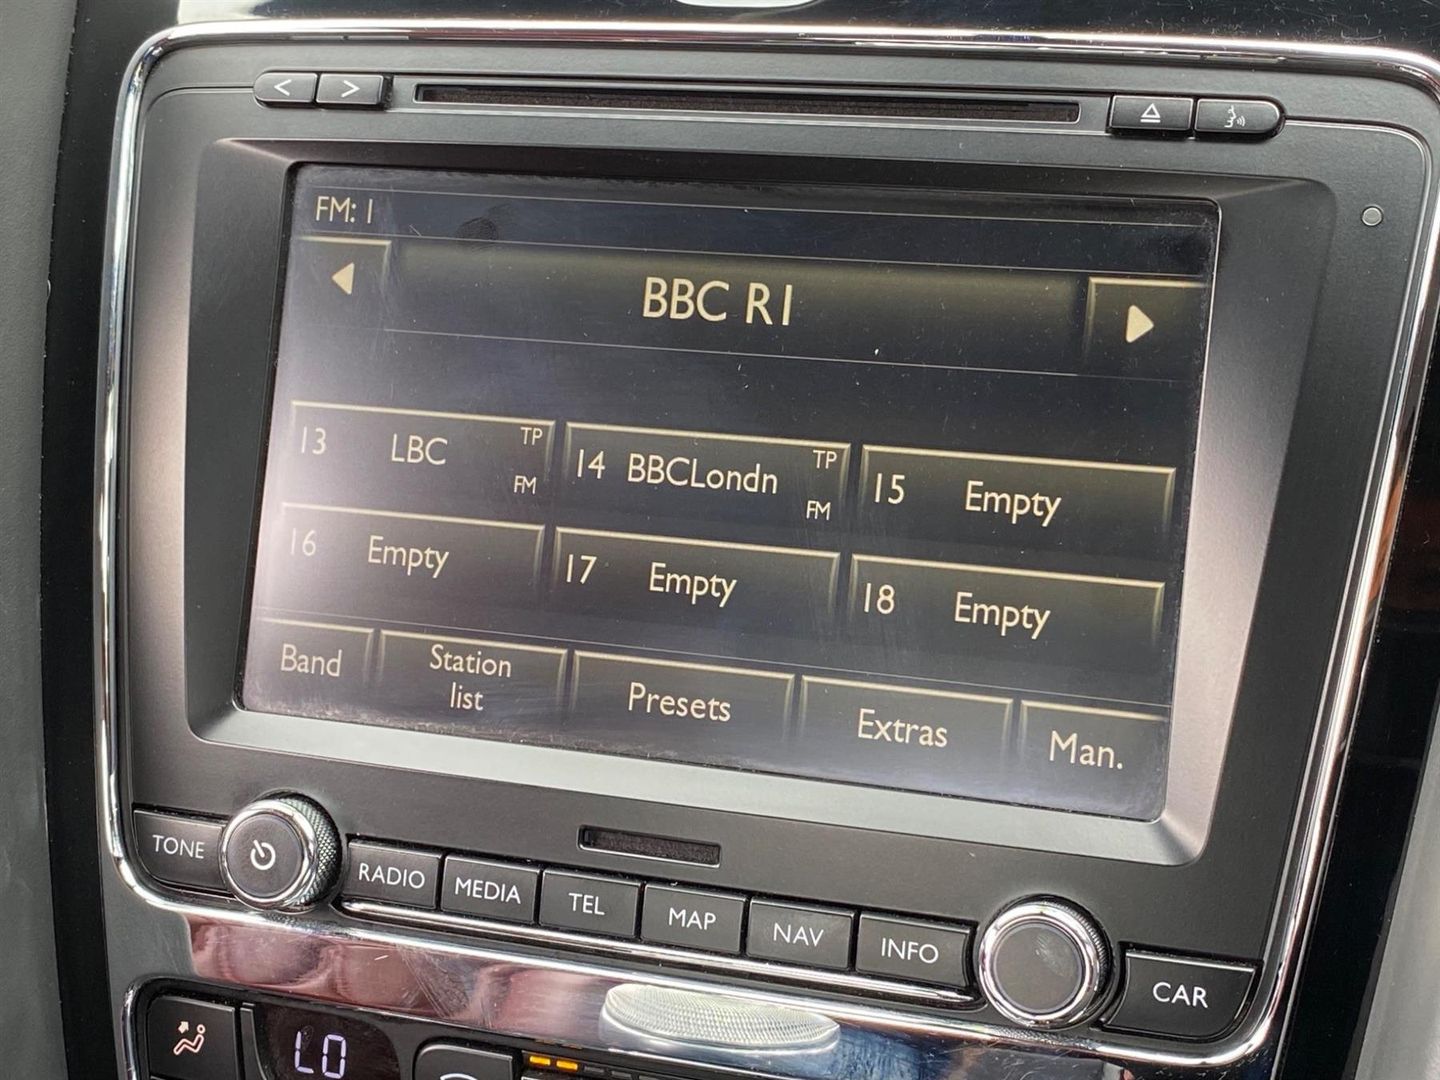 FM: 1
BBC R1
13 LBC TP FM
14 BBCLondn TP FM
15 Empty
16 Empty
17 Empty
18 Empty
Band
Station
list
Presets
Extras
Man.
TONE
RADIO
MEDIA
TEL
MAP
NAV
INFO
CAR
LO